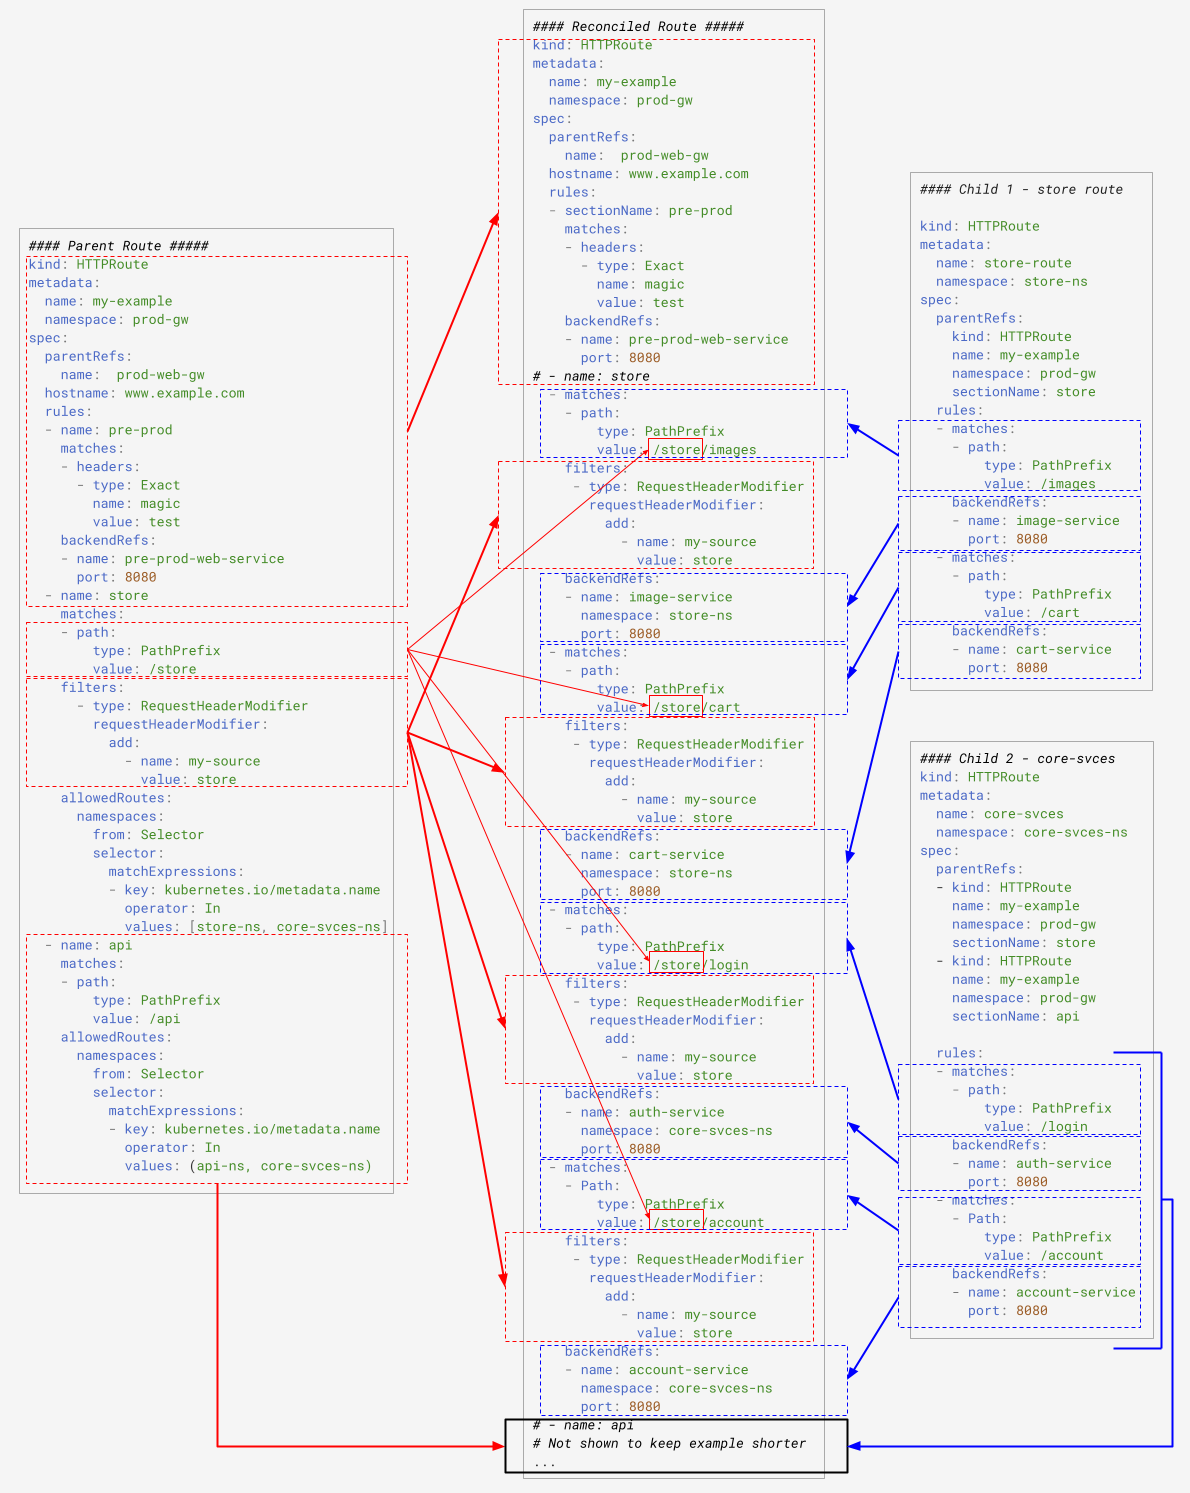 #### Parent Route #####
kind: HTTPRoute
metadata:
  name: my-example
  namespace: prod-gw
spec:
  parentRefs:
    name:  prod-web-gw
  hostname: www.example.com
  rules:
  - name: pre-prod
    matches:
    - headers:
      - type: Exact
        name: magic
        value: test
    backendRefs:
    - name: pre-prod-web-service
      port: 8080
  - name: store
    matches:
    - path:
        type: PathPrefix
        value: /store
    filters:
      - type: RequestHeaderModifier
        requestHeaderModifier:
          add:
            - name: my-source
              value: store
    allowedRoutes:
      namespaces:
        from: Selector
        selector:
          matchExpressions:
          - key: kubernetes.io/metadata.name
            operator: In
            values: [store-ns, core-svces-ns]
  - name: api
    matches:
    - path:
        type: PathPrefix
        value: /api
    allowedRoutes:
      namespaces:
        from: Selector
        selector:
          matchExpressions:
          - key: kubernetes.io/metadata.name
            operator: In
            values: (api-ns, core-svces-ns)
#### Reconciled Route #####
kind: HTTPRoute
metadata:
  name: my-example
  namespace: prod-gw
spec:
  parentRefs:
    name:  prod-web-gw
  hostname: www.example.com
  rules:
  - sectionName: pre-prod
    matches:
    - headers:
      - type: Exact
        name: magic
        value: test
    backendRefs:
    - name: pre-prod-web-service
      port: 8080
# - name: store
  - matches:
    - path:
        type: PathPrefix
        value: /store/images
    filters:
     - type: RequestHeaderModifier
       requestHeaderModifier:
         add:
           - name: my-source
             value: store
    backendRefs:
    - name: image-service
      namespace: store-ns
      port: 8080
  - matches:
    - path:
        type: PathPrefix
        value: /store/cart
    filters:
     - type: RequestHeaderModifier
       requestHeaderModifier:
         add:
           - name: my-source
             value: store
    backendRefs:
    - name: cart-service
      namespace: store-ns
      port: 8080
  - matches:
    - path:
        type: PathPrefix
        value: /store/login
    filters:
     - type: RequestHeaderModifier
       requestHeaderModifier:
         add:
           - name: my-source
             value: store
    backendRefs:
    - name: auth-service
      namespace: core-svces-ns
      port: 8080
  - matches:
    - Path:
        type: PathPrefix
        value: /store/account
    filters:
     - type: RequestHeaderModifier
       requestHeaderModifier:
         add:
           - name: my-source
             value: store
    backendRefs:
    - name: account-service
      namespace: core-svces-ns
      port: 8080
# - name: api
# Not shown to keep example shorter
...
#### Child 1 - store route
kind: HTTPRoute
metadata:
  name: store-route
  namespace: store-ns
spec:
  parentRefs:
    kind: HTTPRoute
    name: my-example
    namespace: prod-gw
    sectionName: store
  rules:
  - matches:
    - path:
        type: PathPrefix
        value: /images
    backendRefs:
    - name: image-service
      port: 8080
  - matches:
    - path:
        type: PathPrefix
        value: /cart
    backendRefs:
    - name: cart-service
      port: 8080
#### Child 2 - core-svces
kind: HTTPRoute
metadata:
  name: core-svces
  namespace: core-svces-ns
spec:
  parentRefs:
  - kind: HTTPRoute
    name: my-example
    namespace: prod-gw
    sectionName: store
  - kind: HTTPRoute
    name: my-example
    namespace: prod-gw
    sectionName: api
  rules:
  - matches:
    - path:
        type: PathPrefix
        value: /login
    backendRefs:
    - name: auth-service
      port: 8080
  - matches:
    - Path:
        type: PathPrefix
        value: /account
    backendRefs:
    - name: account-service
      port: 8080